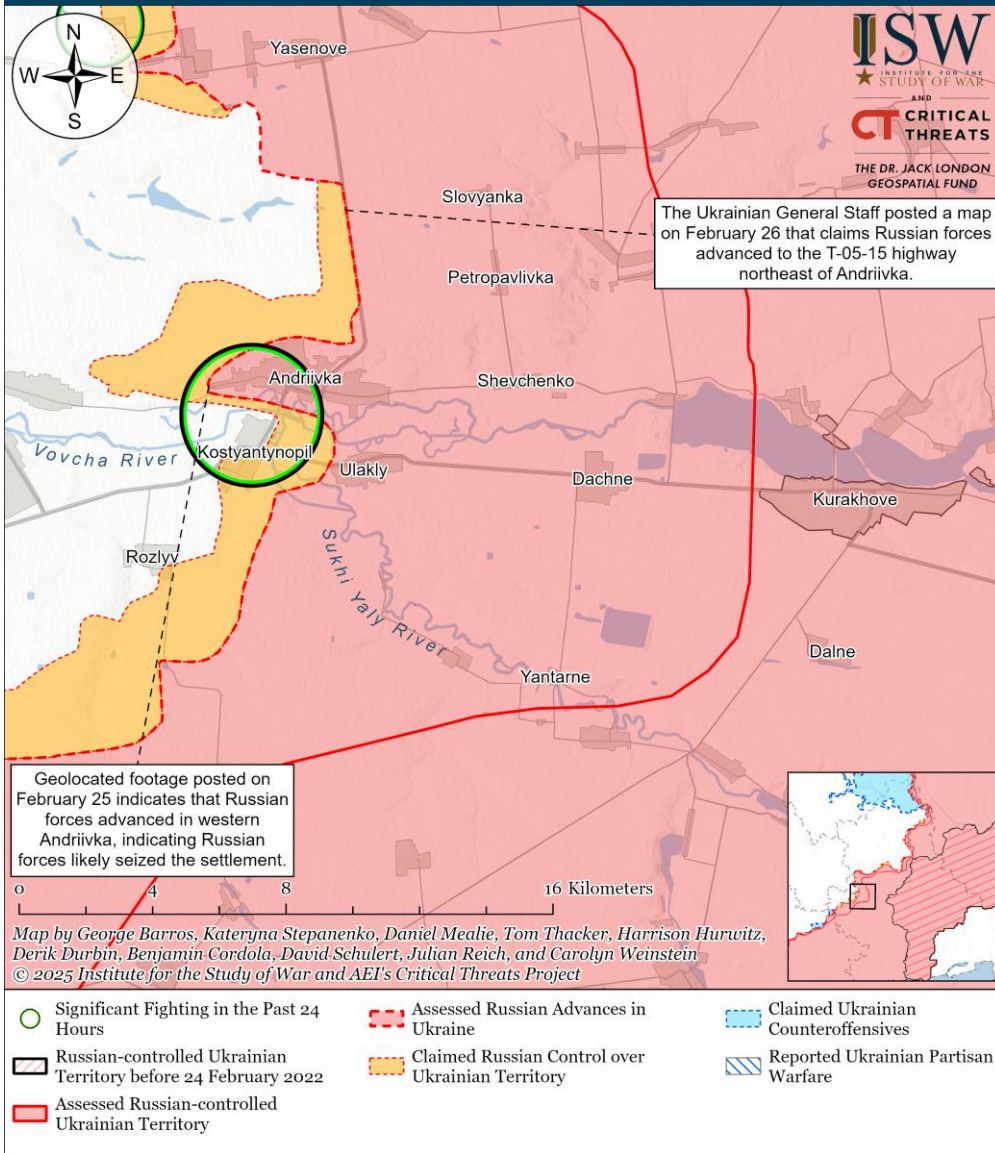 N
W E
S
ISW
INSTITUTE FOR THE
STUDY OF WAR
AND
CT CRITICAL
THREATS
THE DR. JACK LONDON
GEOSPATIAL FUND
Yasenove
Slovyanka
The Ukrainian General Staff posted a map
on February 26 that claims Russian forces
advanced to the T-05-15 highway
northeast of Andriivka.
Petropavlivka
Andriivka
Shevchenko
Vovcha River
Kostyantynopil
Ulakly
Dachne
Kurakhove
Rozlyv
Sukhi Yaly River
Dalne
Yantarne
Geolocated footage posted on
February 25 indicates that Russian
forces advanced in western
Andriivka, indicating Russian
forces likely seized the settlement.
0 4 8 16 Kilometers
Map by George Barros, Kateryna Stepanenko, Daniel Mealie, Tom Thacker, Harrison Hurwitz,
Derik Durbin, Benjamin Cordola, David Schulert, Julian Reich, and Carolyn Weinstein
© 2025 Institute for the Study of War and AEI's Critical Threats Project
Significant Fighting in the Past 24
Hours
Russian-controlled Ukrainian
Territory before 24 February 2022
Assessed Russian-controlled
Ukrainian Territory
Assessed Russian Advances in
Ukraine
Claimed Russian Control over
Ukrainian Territory
Claimed Ukrainian
Counteroffensives
Reported Ukrainian Partisan
Warfare